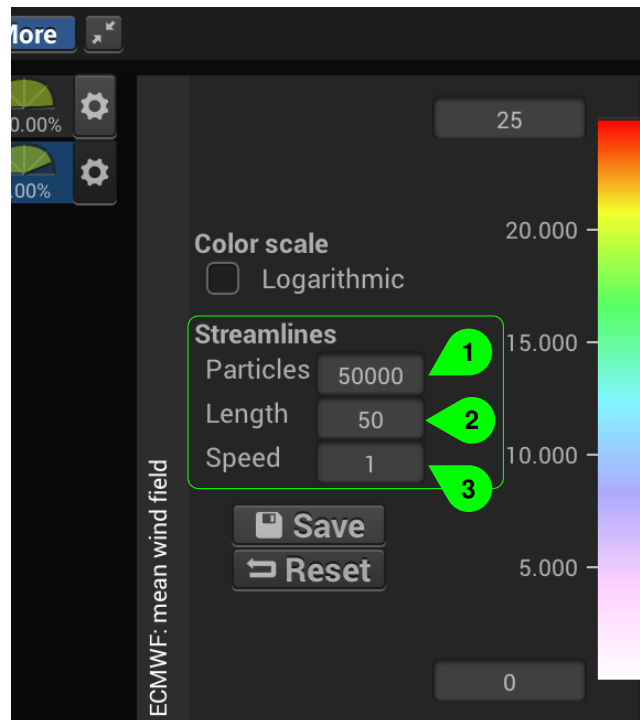 More
0.00%
.00%
25
Color scale
20.000
Logarithmic
Streamlines
15.000
Particles 50000
1
Length 50
2
Speed 1
10.000
3
Save
Reset
5.000
ECMWF: mean wind field
0